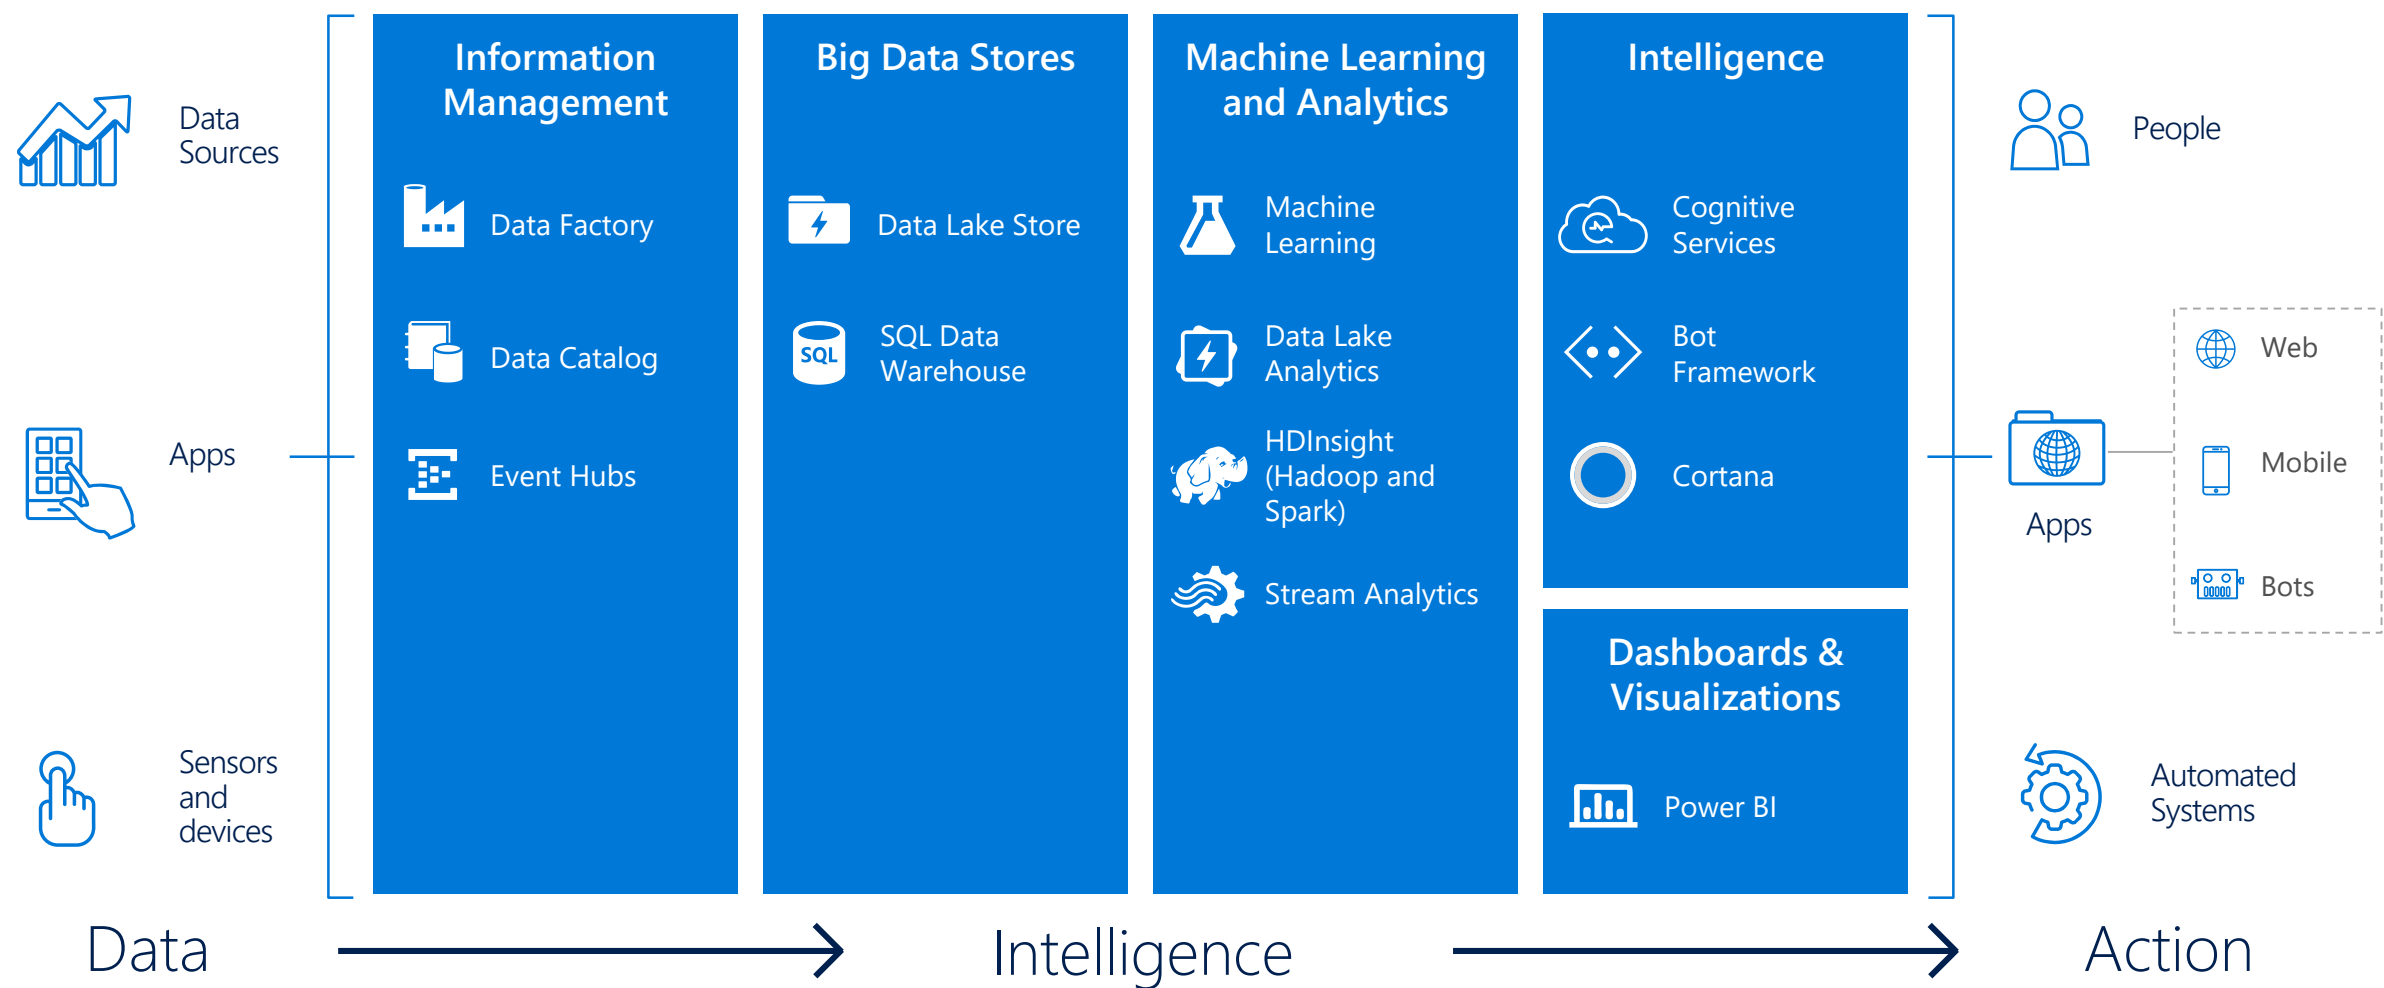 Data
Sources
Apps
Sensors
and
devices
Information
Management
Data Factory
Data Catalog
Event Hubs
Big Data Stores
Data Lake Store
SQL
SQL Data
Warehouse
Machine Learning
and Analytics
Machine
Learning
Data Lake
Analytics
HDInsight
(Hadoop and
Spark)
Stream Analytics
Intelligence
Cognitive
Services
Bot
Framework
Cortana
Dashboards &
Visualizations
Power BI
People
Apps
Web
Mobile
Bots
Automated
Systems
Data
Intelligence
Action